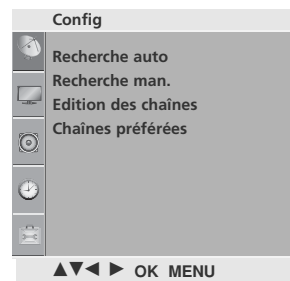 Config
Recherche auto
Recherche man.
Edition des chaînes
Chaînes préférées
▲▼◄ ► OK MENU